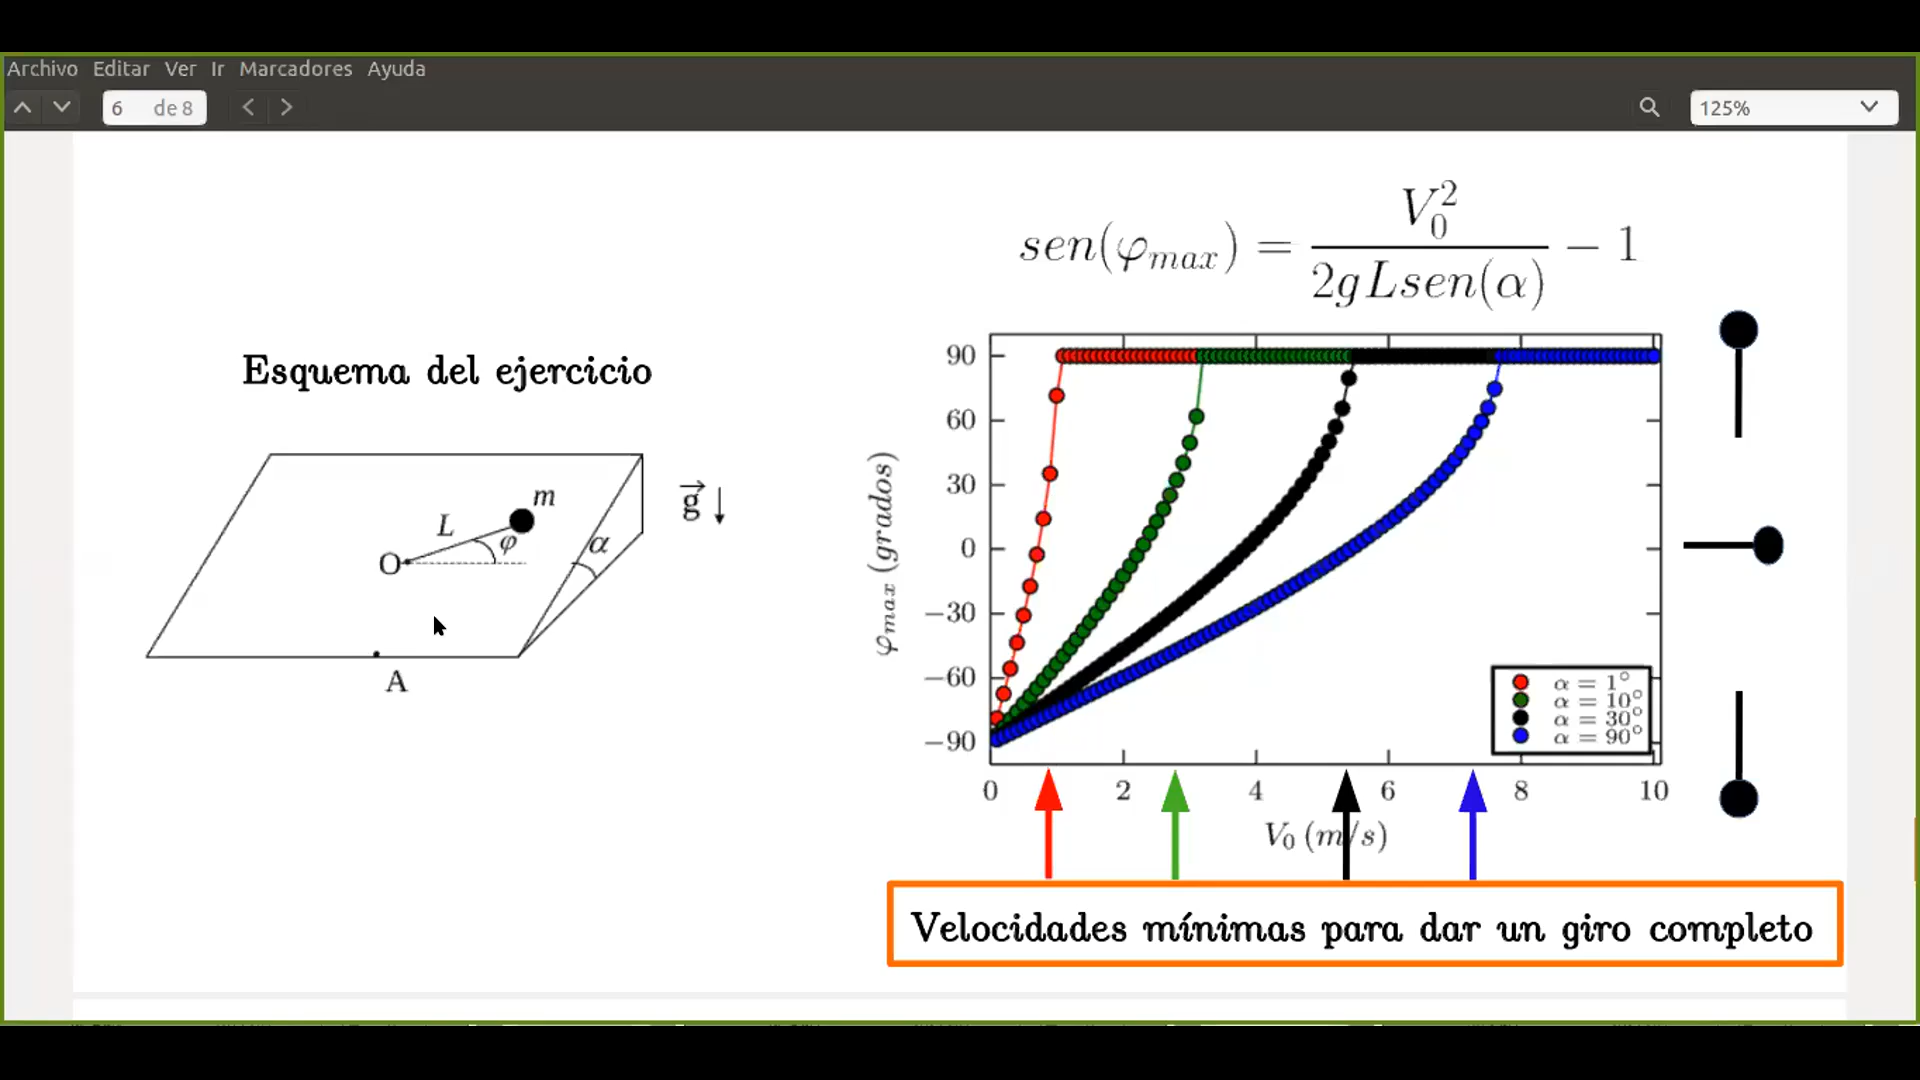 Archivo Editar Ver Ir Marcadores Ayuda
6 de 8
125%
sen(φmax) = V₀² / 2gLsen(α) − 1
Esquema del ejercicio
m
L
φ
O
α
g
A
90
60
30
0
−30
−60
−90
φmax (grados)
α = 1°
α = 10°
α = 30°
α = 90°
0 2 4 6 8 10
V₀ (m/s)
Velocidades mínimas para dar un giro completo